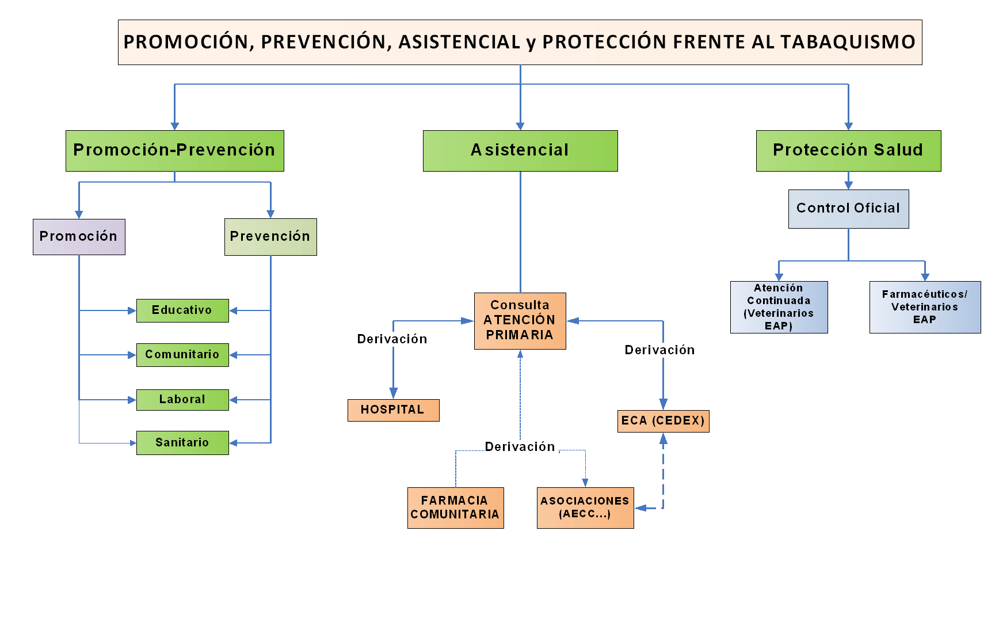 PROMOCIÓN, PREVENCIÓN, ASISTENCIAL y PROTECCIÓN FRENTE AL TABAQUISMO
Promoción-Prevención
Asistencial
Protección Salud
Control Oficial
Promoción
Prevención
Atención
Continuada
(Veterinarios
EAP)
Farmacéuticos/
Veterinarios
EAP
Educativo
Comunitario
Laboral
Sanitario
Consulta
ATENCIÓN
PRIMARIA
Derivación
Derivación
HOSPITAL
ECA (CEDEX)
Derivación
FARMACIA
COMUNITARIA
ASOCIACIONES
(AECC...)